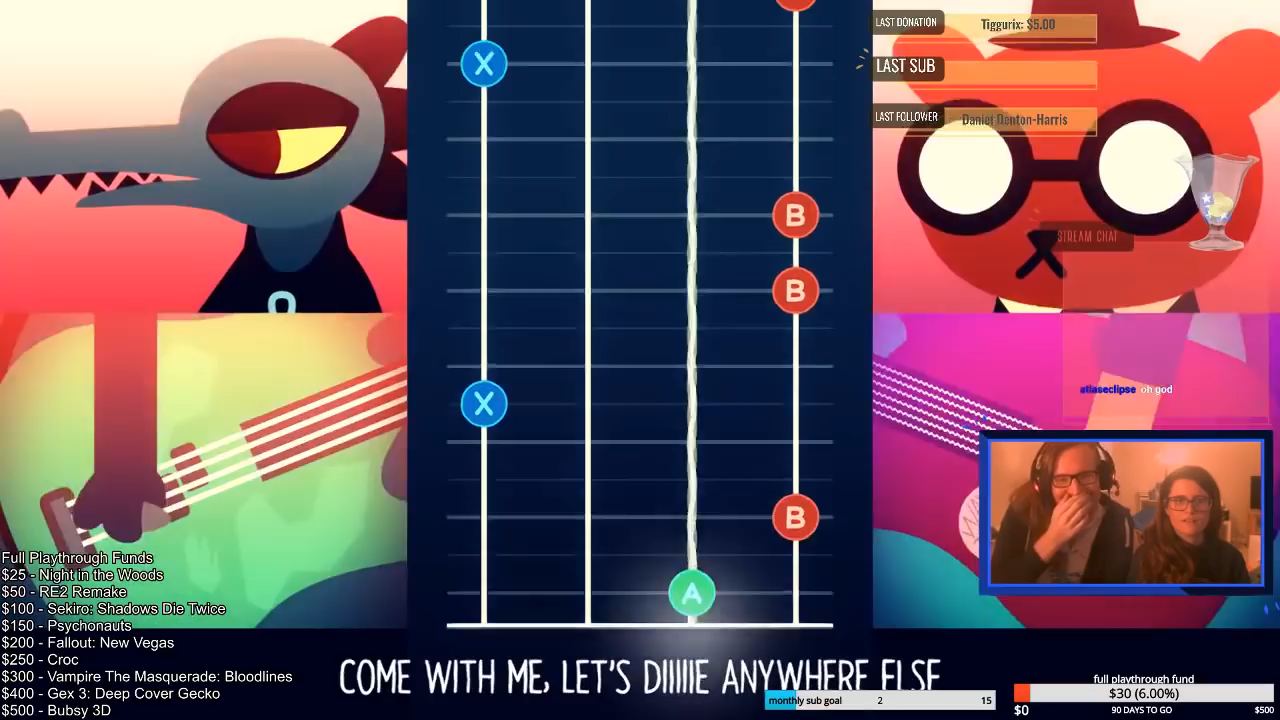 LAST DONATION
Tiggurix: $5.00
LAST SUB
LAST FOLLOWER
Daniel Denton-Harris
STREAM CHAT
atlaseclipse oh god
X
B
B
X
B
A
Full Playthrough Funds
$25 - Night in the Woods
$50 - RE2 Remake
$100 - Sekiro: Shadows Die Twice
$150 - Psychonauts
$200 - Fallout: New Vegas
$250 - Croc
$300 - Vampire The Masquerade: Bloodlines
$400 - Gex 3: Deep Cover Gecko
$500 - Bubsy 3D
COME WITH ME, LET'S DIIIIIE ANYWHERE ELSE
monthly sub goal 2 15
full playthrough fund
$30 (6.00%)
$0 90 DAYS TO GO $500